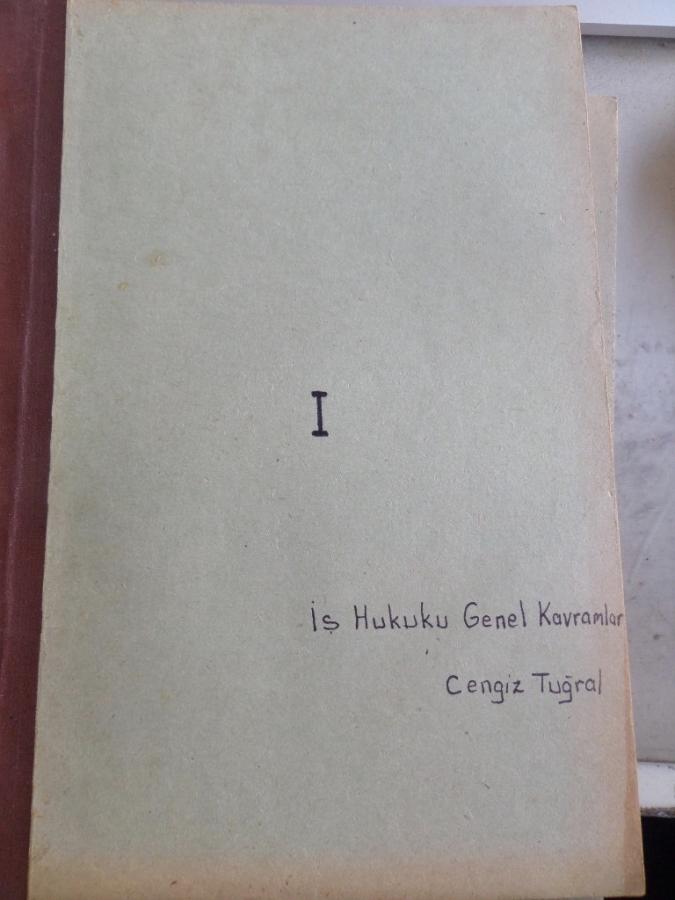 I
İş Hukuku Genel Kavramlar
Cengiz Tuğral